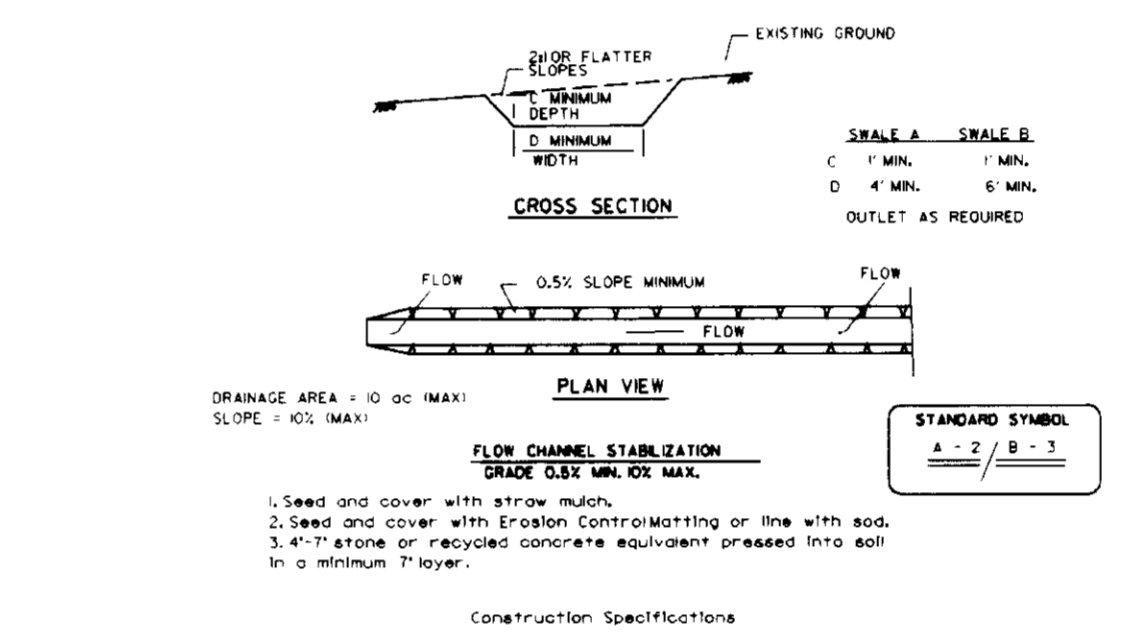 EXISTING GROUND
2:1 OR FLATTER
SLOPES
C MINIMUM
DEPTH
D MINIMUM
WIDTH
CROSS SECTION
SWALE A SWALE B
C 1' MIN. 1' MIN.
D 4' MIN. 6' MIN.
OUTLET AS REQUIRED
FLOW 0.5% SLOPE MINIMUM FLOW
FLOW
PLAN VIEW
DRAINAGE AREA = 10 ac (MAX)
SLOPE = 10% (MAX)
STANDARD SYMBOL
A - 2 / B - 3
FLOW CHANNEL STABILIZATION
GRADE 0.5% MIN. 10% MAX.
1. Seed and cover with straw mulch.
2. Seed and cover with Erosion Control Matting or line with sod.
3. 4"-7" stone or recycled concrete equivalent pressed into soil
in a minimum 7" layer.
Construction Specifications